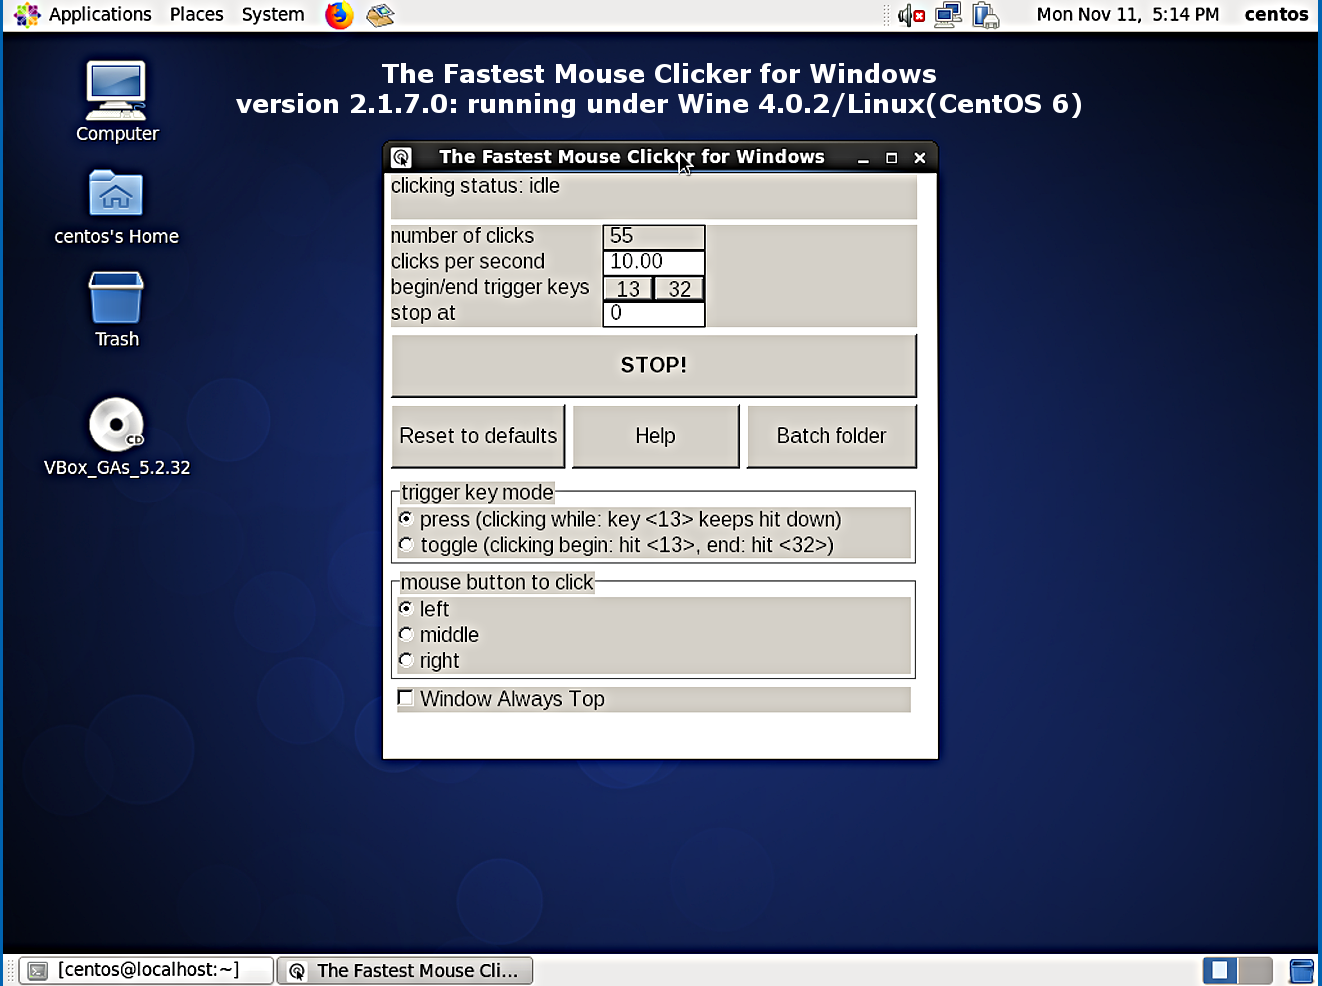 Applications Places System Mon Nov 11, 5:14 PM centos
The Fastest Mouse Clicker for Windows
version 2.1.7.0: running under Wine 4.0.2/Linux(CentOS 6)
Computer
centos's Home
Trash
CD
VBox_GAs_5.2.32
The Fastest Mouse Clicker for Windows
clicking status: idle
number of clicks 55
clicks per second 10.00
begin/end trigger keys 13 32
stop at 0
STOP!
Reset to defaults Help Batch folder
trigger key mode
press (clicking while: key <13> keeps hit down)
toggle (clicking begin: hit <13>, end: hit <32>)
mouse button to click
left
middle
right
Window Always Top
[centos@localhost:~] The Fastest Mouse Cli...